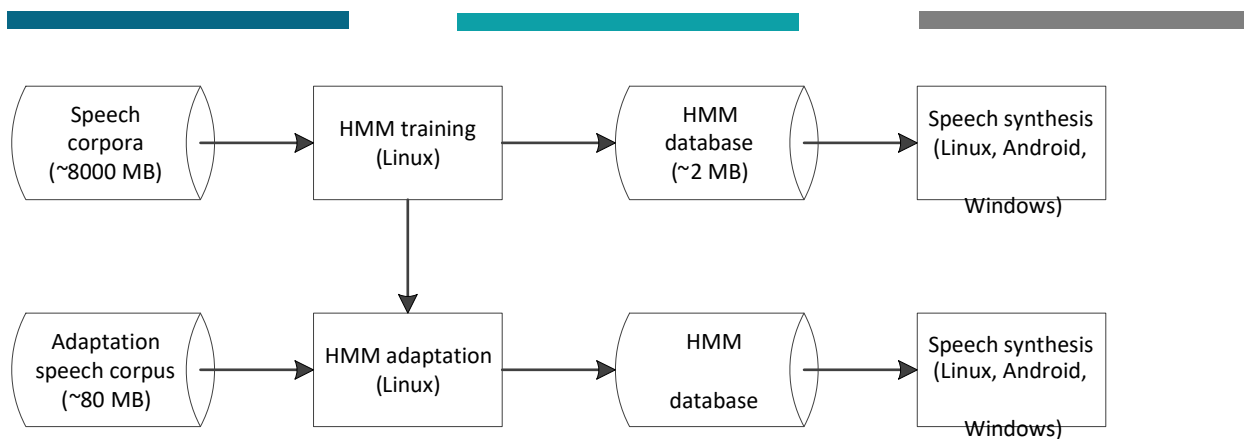 Speech
corpora
(~8000 MB)
HMM training
(Linux)
HMM
database
(~2 MB)
Speech synthesis
(Linux, Android,
Windows)
Adaptation
speech corpus
(~80 MB)
HMM adaptation
(Linux)
HMM
database
Speech synthesis
(Linux, Android,
Windows)